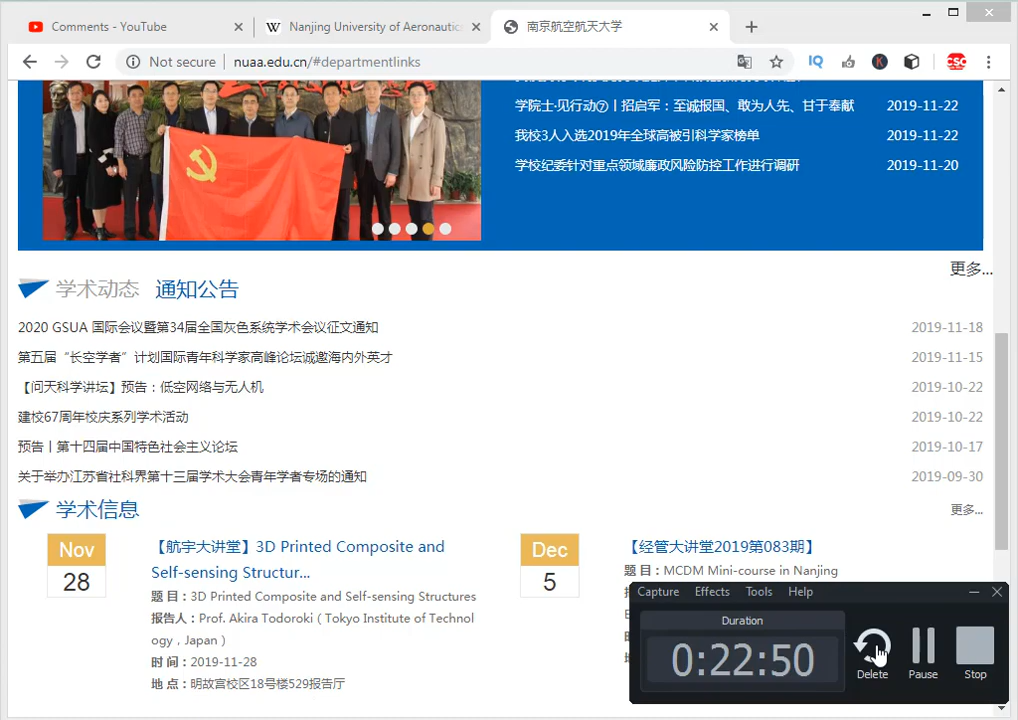 Comments - YouTube
Nanjing University of Aeronautic
南京航空航天大学
Not secure
nuaa.edu.cn/#departmentlinks
学院士·见行动⑦丨招启军：至诚报国、敢为人先、甘于奉献 2019-11-22
我校3人入选2019年全球高被引科学家榜单 2019-11-22
学校纪委针对重点领域廉政风险防控工作进行调研 2019-11-20
更多...
学术动态 通知公告
2020 GSUA 国际会议暨第34届全国灰色系统学术会议征文通知 2019-11-18
第五届“长空学者”计划国际青年科学家高峰论坛诚邀海内外英才 2019-11-15
【问天科学讲坛】预告：低空网络与无人机 2019-10-22
建校67周年校庆系列学术活动 2019-10-22
预告丨第十四届中国特色社会主义论坛 2019-10-17
关于举办江苏省社科界第十三届学术大会青年学者专场的通知 2019-09-30
学术信息
更多...
Nov
28
【航宇大讲堂】3D Printed Composite and
Self-sensing Structur...
题 目：3D Printed Composite and Self-sensing Structures
报告人：Prof. Akira Todoroki（Tokyo Institute of Technol
ogy，Japan）
时 间：2019-11-28
地 点：明故宫校区18号楼529报告厅
Dec
5
【经管大讲堂2019第083期】
题 目：MCDM Mini-course in Nanjing
Capture Effects Tools Help
Duration
0:22:50
Delete
Pause
Stop